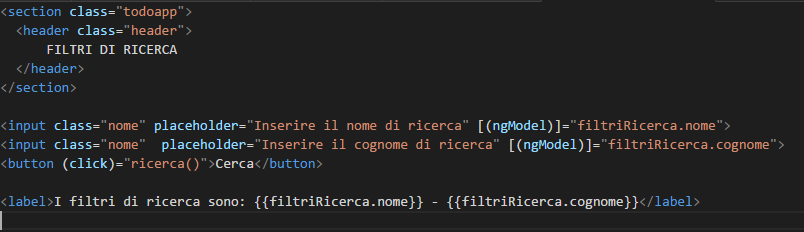 <section class="todoapp">
<header class="header">
FILTRI DI RICERCA
</header>
</section>
<input class="nome" placeholder="Inserire il nome di ricerca" [(ngModel)]="filtriRicerca.nome">
<input class="nome"  placeholder="Inserire il cognome di ricerca" [(ngModel)]="filtriRicerca.cognome">
<button (click)="ricerca()">Cerca</button>
<label>I filtri di ricerca sono: {{filtriRicerca.nome}} - {{filtriRicerca.cognome}}</label>